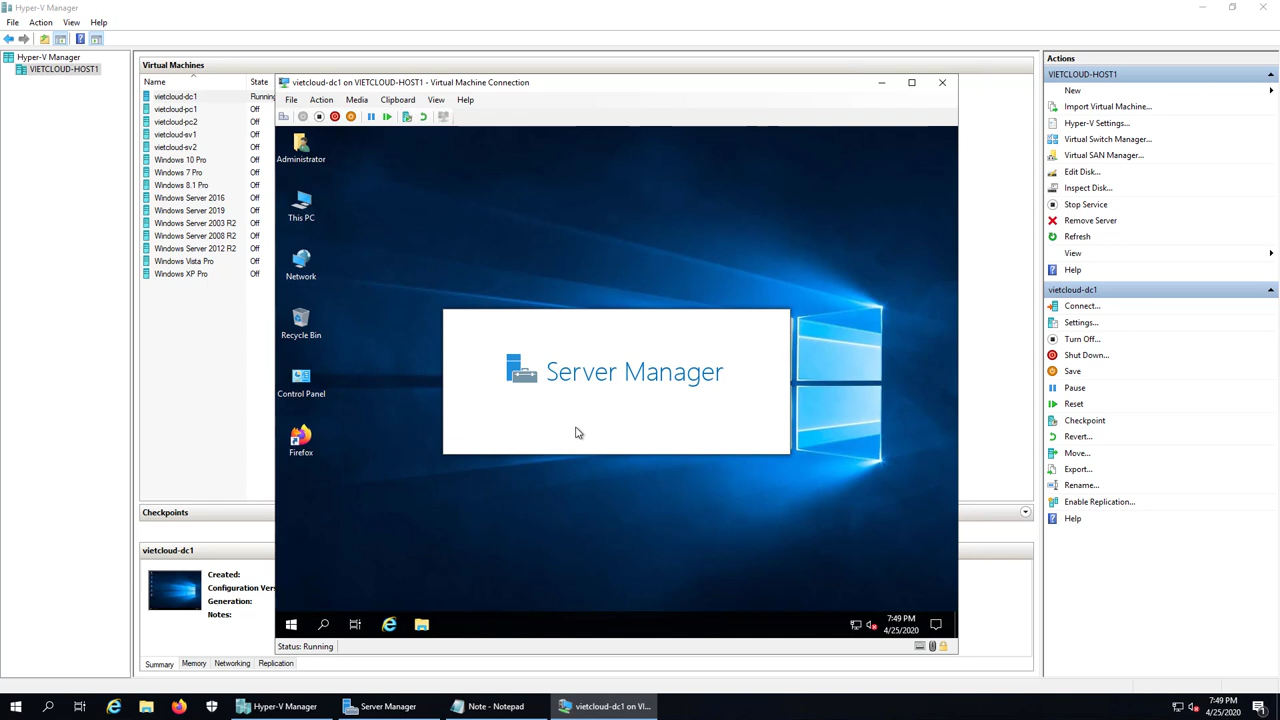 Hyper-V Manager
File Action View Help
Hyper-V Manager
VIETCLOUD-HOST1
Virtual Machines
Name State
vietcloud-dc1 Running
vietcloud-pc1 Off
vietcloud-pc2 Off
vietcloud-sv1 Off
vietcloud-sv2 Off
Windows 10 Pro Off
Windows 7 Pro Off
Windows 8.1 Pro Off
Windows Server 2016 Off
Windows Server 2019 Off
Windows Server 2003 R2 Off
Windows Server 2008 R2 Off
Windows Server 2012 R2 Off
Windows Vista Pro Off
Windows XP Pro Off
Checkpoints
vietcloud-dc1
Created:
Configuration Vers
Generation:
Notes:
Summary Memory Networking Replication
vietcloud-dc1 on VIETCLOUD-HOST1 - Virtual Machine Connection
File Action Media Clipboard View Help
Administrator
This PC
Network
Recycle Bin
Control Panel
Firefox
Server Manager
7:49 PM
4/25/2020
Status: Running
Actions
VIETCLOUD-HOST1
New
Import Virtual Machine...
Hyper-V Settings...
Virtual Switch Manager...
Virtual SAN Manager...
Edit Disk...
Inspect Disk...
Stop Service
Remove Server
Refresh
View
Help
vietcloud-dc1
Connect...
Settings...
Turn Off...
Shut Down...
Save
Pause
Reset
Checkpoint
Revert...
Move...
Export...
Rename...
Enable Replication...
Help
Hyper-V Manager Server Manager Note - Notepad vietcloud-dc1 on VI...
7:49 PM
4/25/2020